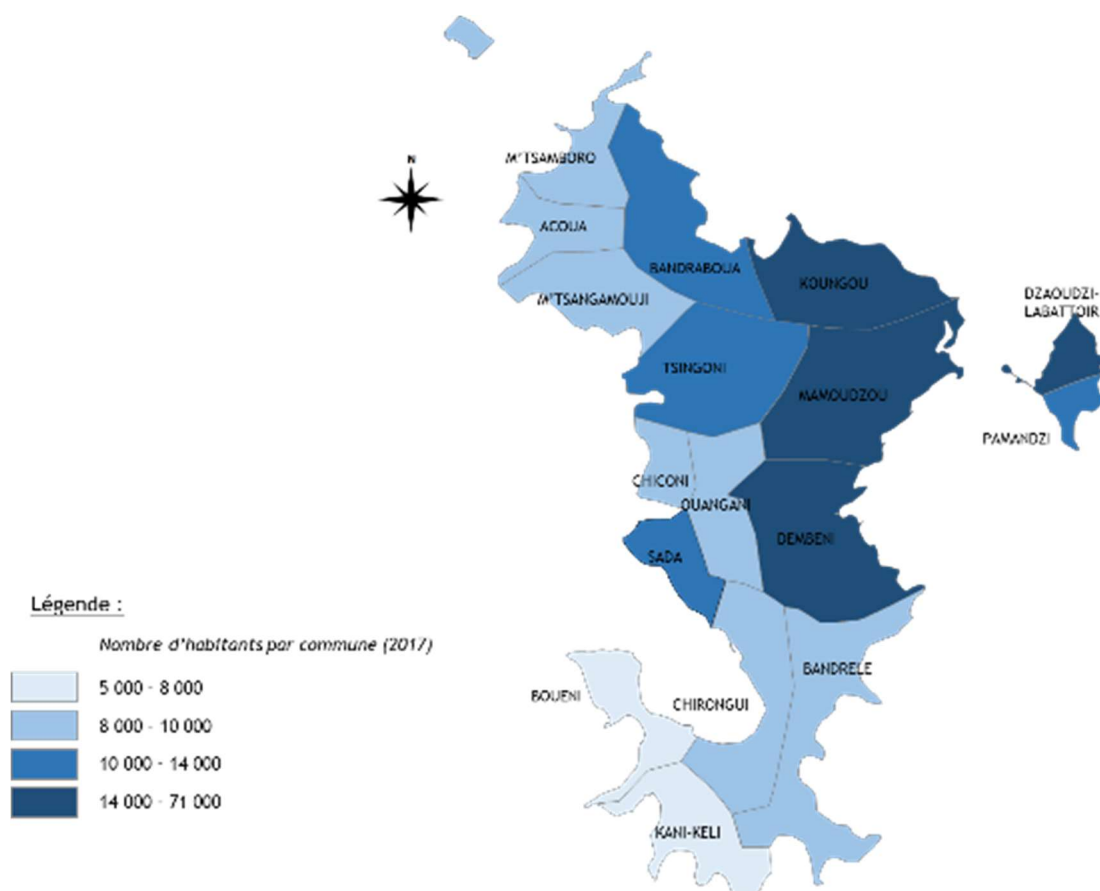 N
M'TSAMBORO
ACOUA
BANDRABOUA
KOUNGOU
M'TSANGAMOUJI
DZAOUDZI-
LABATTOIR
TSINGONI
MAMOUDZOU
PAMANDZI
CHICONI
OUANGANI
DEMBENI
SADA
BANDRELE
BOUENI
CHIRONGUI
KANI-KELI
Légende :
Nombre d'habitants par commune (2017)
5 000 - 8 000
8 000 - 10 000
10 000 - 14 000
14 000 - 71 000